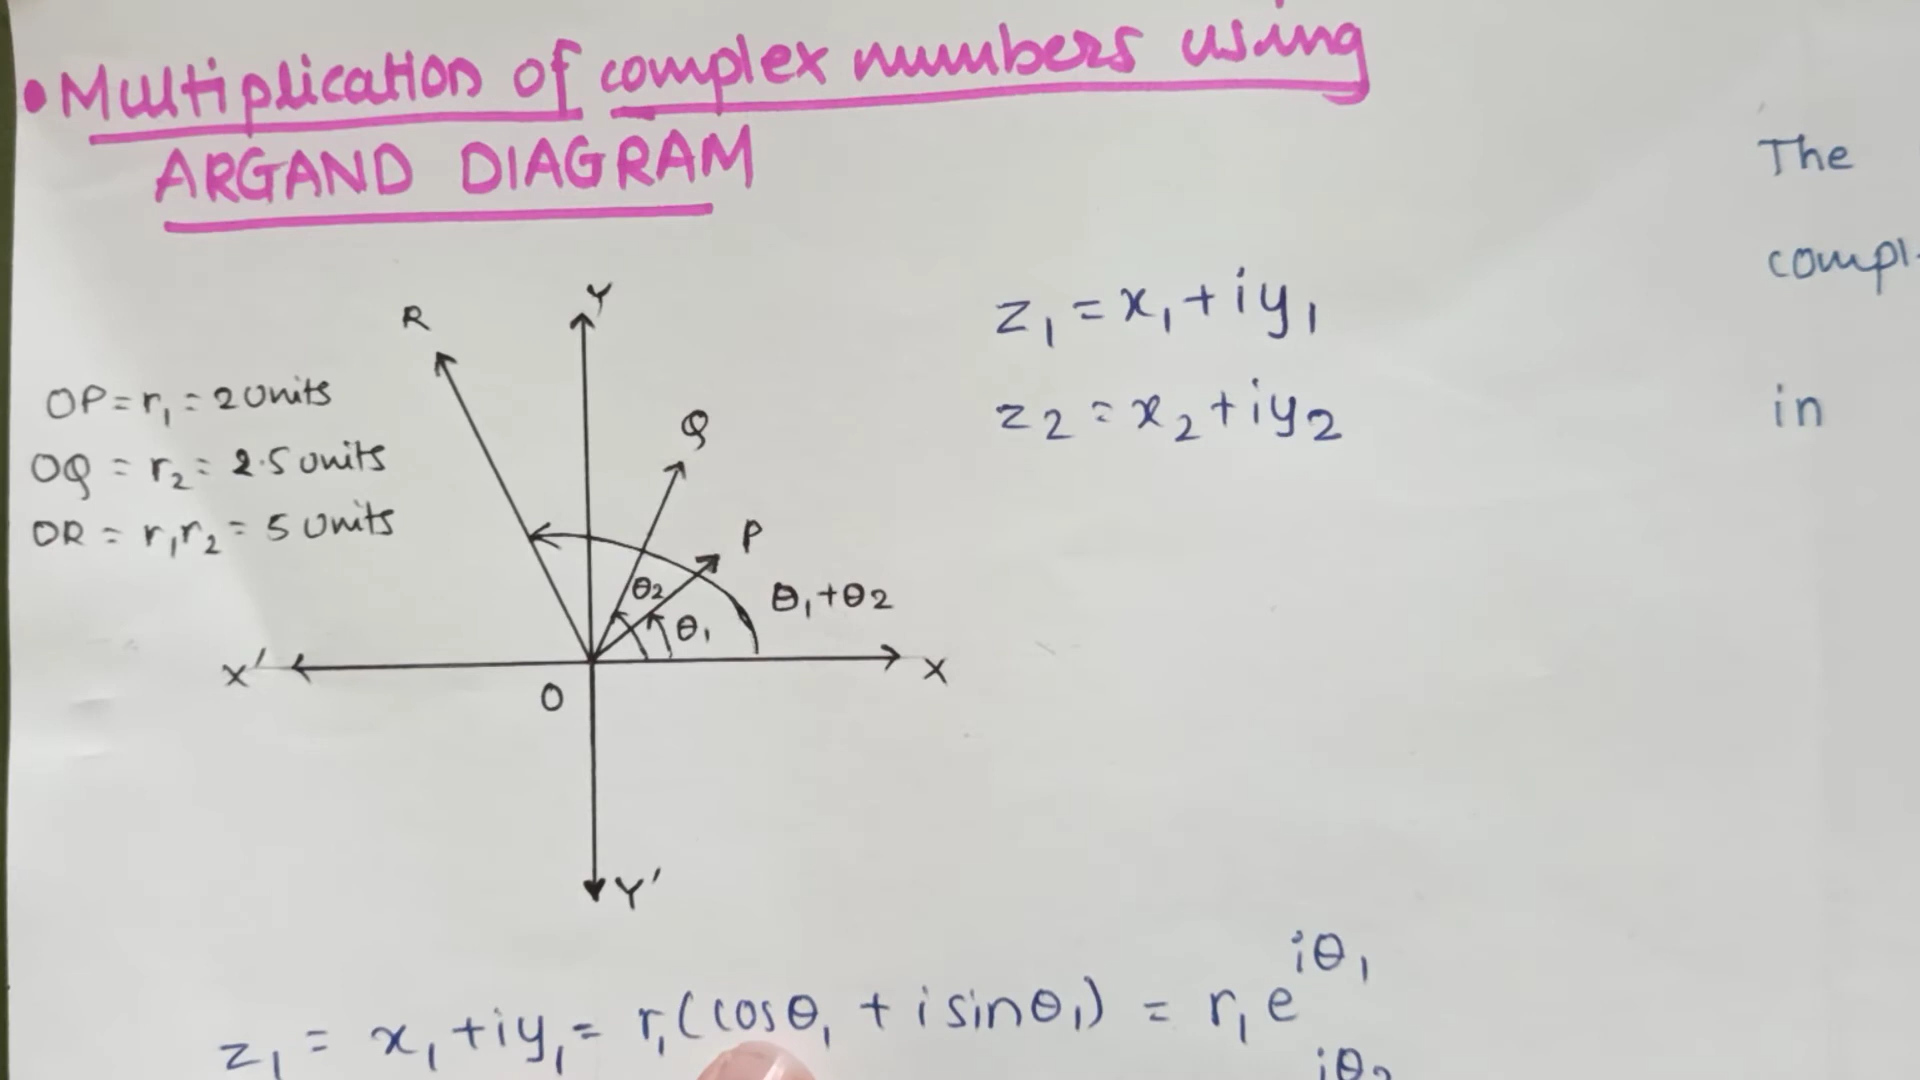 • Multiplication of complex numbers using
ARGAND DIAGRAM
The
compl
z₁ = x₁ + iy₁
z₂ = x₂ + iy₂
in
OP = r₁ = 2 Units
OQ = r₂ = 2.5 units
OR = r₁r₂ = 5 Units
R
Y
Q
P
θ₂
θ₁
θ₁+θ₂
X'
O
X
Y'
z₁ = x₁ + iy₁ = r₁(cosθ₁ + i sinθ₁) = r₁ e^iθ₁
iθ₂